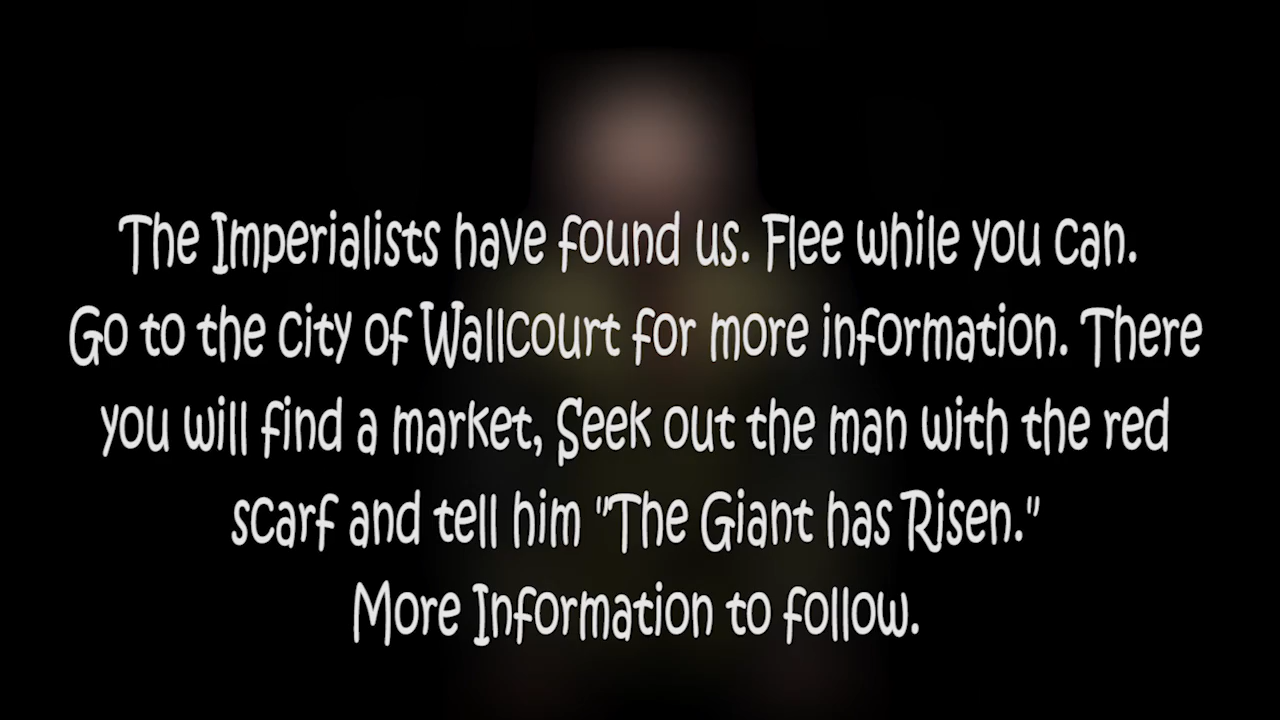 The Imperialists have found us. Flee while you can.
Go to the city of Wallcourt for more information. There
you will find a market, Seek out the man with the red
scarf and tell him "The Giant has Risen."
More Information to follow.